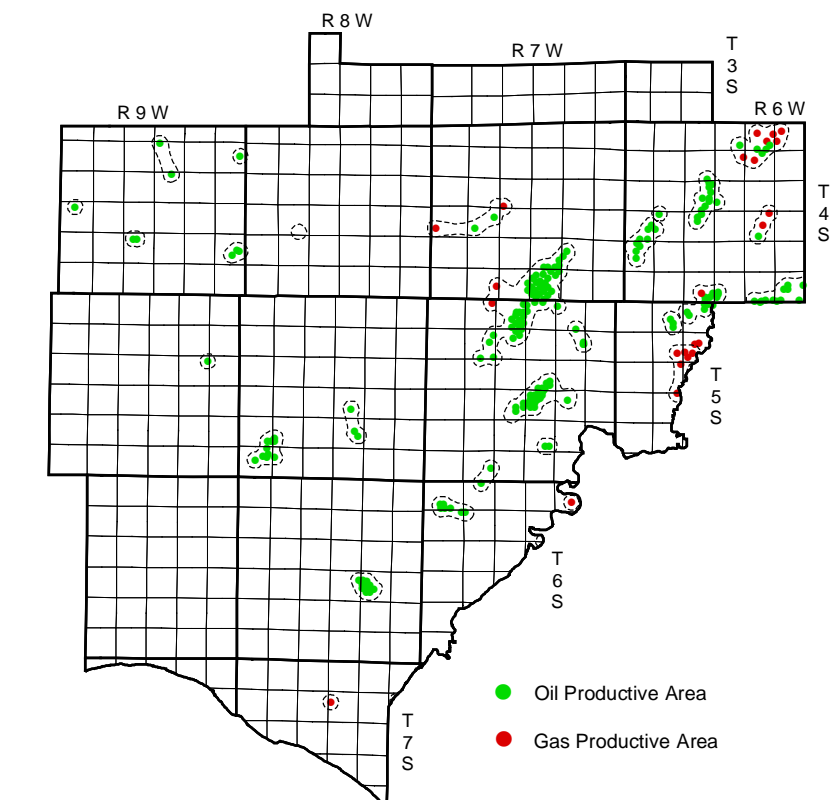 R 8 W
R 7 W
T
3
S
R 9 W
R 6 W
T
4
S
T
5
S
T
6
S
Oil Productive Area
T
7
S
Gas Productive Area